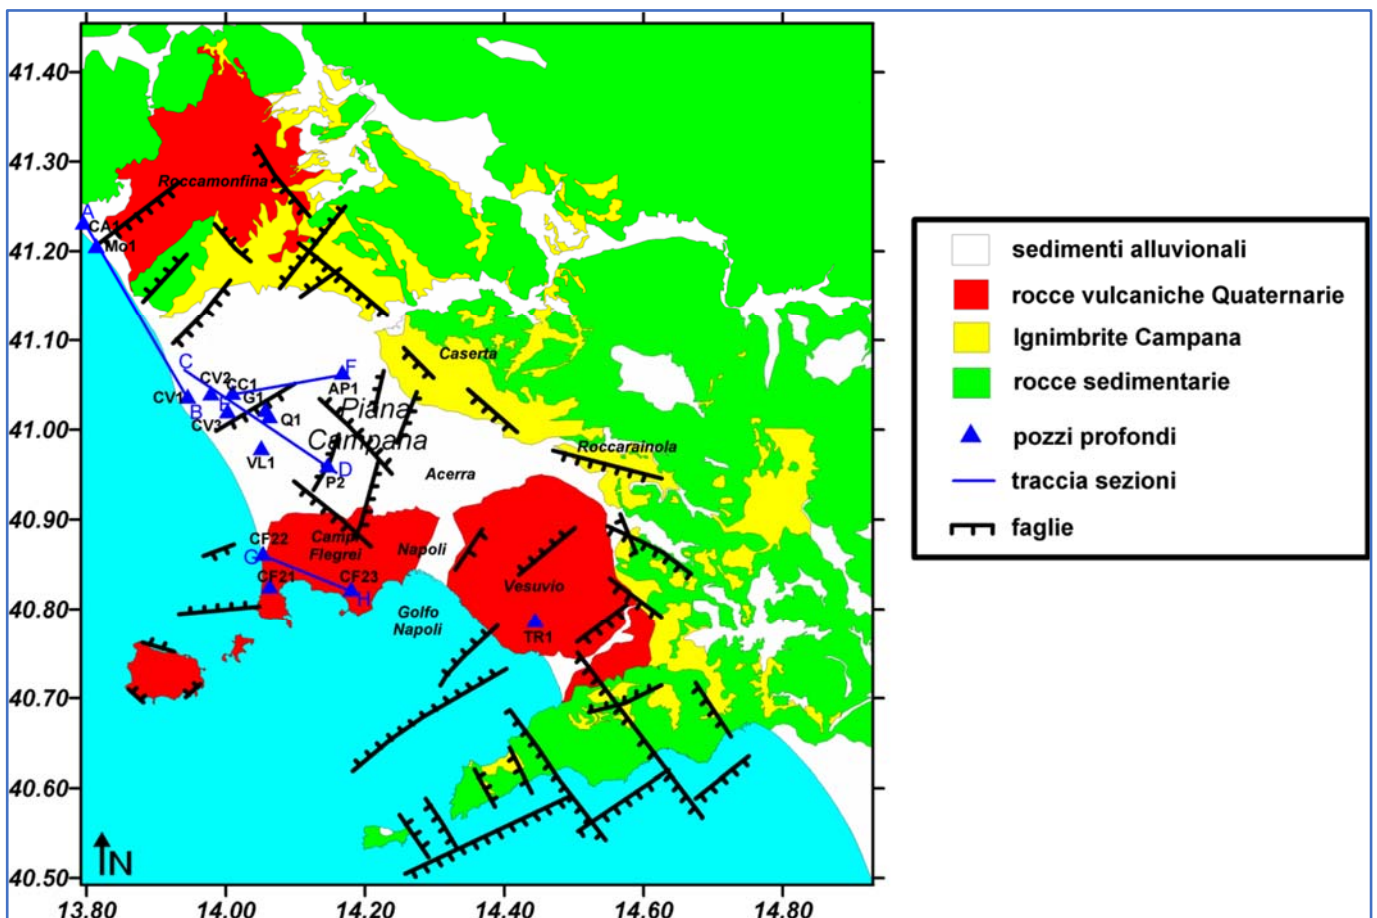 41.40
41.30
41.20
41.10
41.00
40.90
40.80
40.70
40.60
40.50
13.80
14.00
14.20
14.40
14.60
14.80
Roccamonfina
A
CA1
Mo1
C
CV2
CC1
F
AP1
CV1
B
E
G1
CV3
Q1
Caserta
Piana
Campana
VL1
D
P2
Acerra
Roccarainola
CF22
Campi
Flegrei
Napoli
G
CF21
CF23
H
Vesuvio
Golfo
Napoli
TR1
N
sedimenti alluvionali
rocce vulcaniche Quaternarie
Ignimbrite Campana
rocce sedimentarie
pozzi profondi
traccia sezioni
faglie